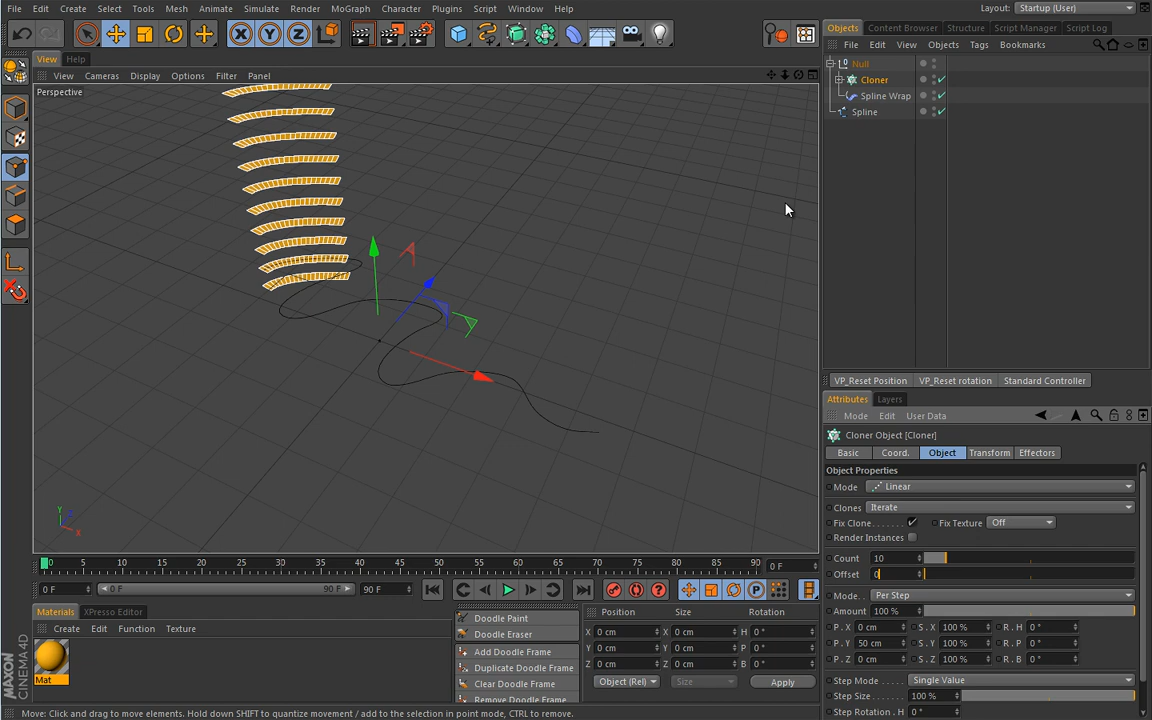 File Edit Create Select Tools Mesh Animate Simulate Render MoGraph Character Plugins Script Window Help
Layout: Startup (User)
Objects Content Browser Structure Script Manager Script Log
File Edit View Objects Tags Bookmarks
Null
Cloner
Spline Wrap
Spline
View Help
View Cameras Display Options Filter Panel
Perspective
X Y Z
Y
Z
X
VP_Reset Position VP_Reset rotation Standard Controller
Attributes Layers
Mode Edit User Data
Cloner Object [Cloner]
Basic Coord. Object Transform Effectors
Object Properties
Mode Linear
Clones Iterate
Fix Clone....... Fix Texture Off
Render Instances
Count 10
Offset 0
Mode.. Per Step
Amount 100 %
P . X 0 cm S . X 100 % R . H 0 °
P . Y 50 cm S . Y 100 % R . P 0 °
P . Z 0 cm S . Z 100 % R . B 0 °
Step Mode.... Single Value
Step Size.... 100 %
Step Rotation . H 0 °
0 5 10 15 20 25 30 35 40 45 50 55 60 65 70 75 80 85 90 0 F
0 F 0 F 90 F 90 F
Materials XPresso Editor
Create Edit Function Texture
Mat
Doodle Paint
Doodle Eraser
Add Doodle Frame
Duplicate Doodle Frame
Clear Doodle Frame
Remove Doodle Frame
Position Size Rotation
X 0 cm X 0 cm H 0 °
Y 0 cm Y 0 cm P 0 °
Z 0 cm Z 0 cm B 0 °
Object (Rel) Size Apply
MAXON CINEMA 4D
Move: Click and drag to move elements. Hold down SHIFT to quantize movement / add to the selection in point mode, CTRL to remove.